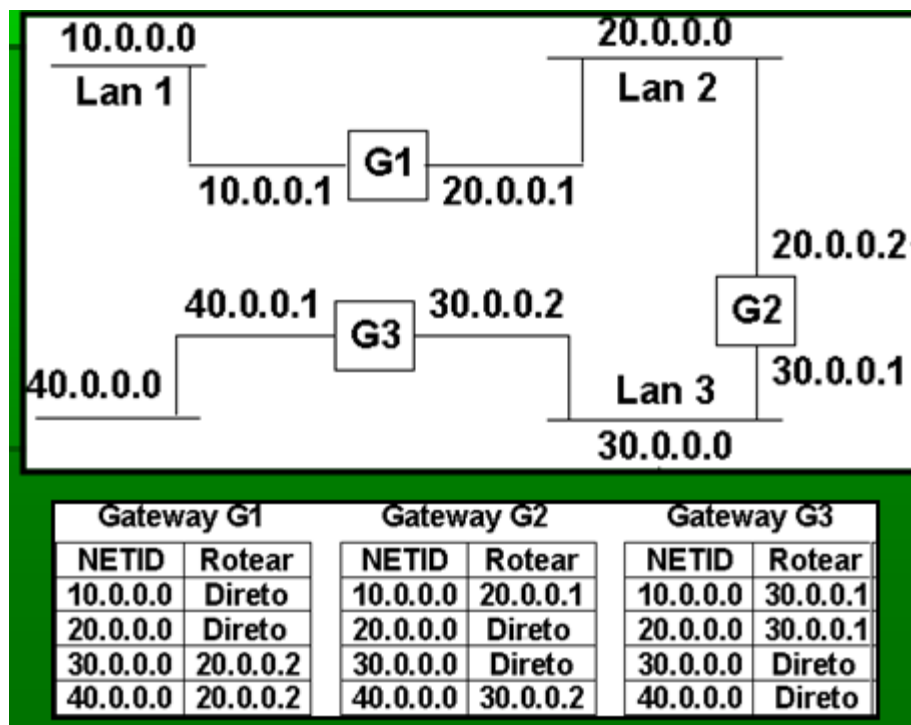 10.0.0.0
20.0.0.0
Lan 1
Lan 2
G1
10.0.0.1
20.0.0.1
20.0.0.2
40.0.0.1
30.0.0.2
G3
G2
40.0.0.0
30.0.0.1
Lan 3
30.0.0.0
Gateway G1
NETID Rotear
10.0.0.0 Direto
20.0.0.0 Direto
30.0.0.0 20.0.0.2
40.0.0.0 20.0.0.2
Gateway G2
NETID Rotear
10.0.0.0 20.0.0.1
20.0.0.0 Direto
30.0.0.0 Direto
40.0.0.0 30.0.0.2
Gateway G3
NETID Rotear
10.0.0.0 30.0.0.1
20.0.0.0 30.0.0.1
30.0.0.0 Direto
40.0.0.0 Direto